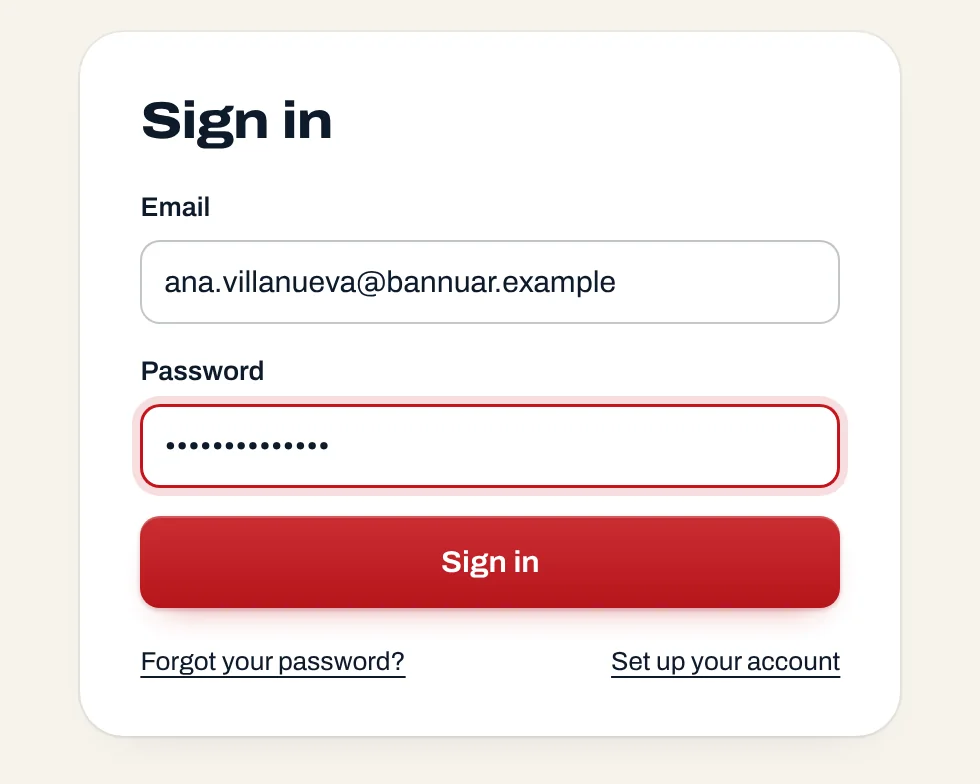 Sign in
Email
ana.villanueva@bannuar.example
Password
••••••••••••••
Sign in
Forgot your password? Set up your account